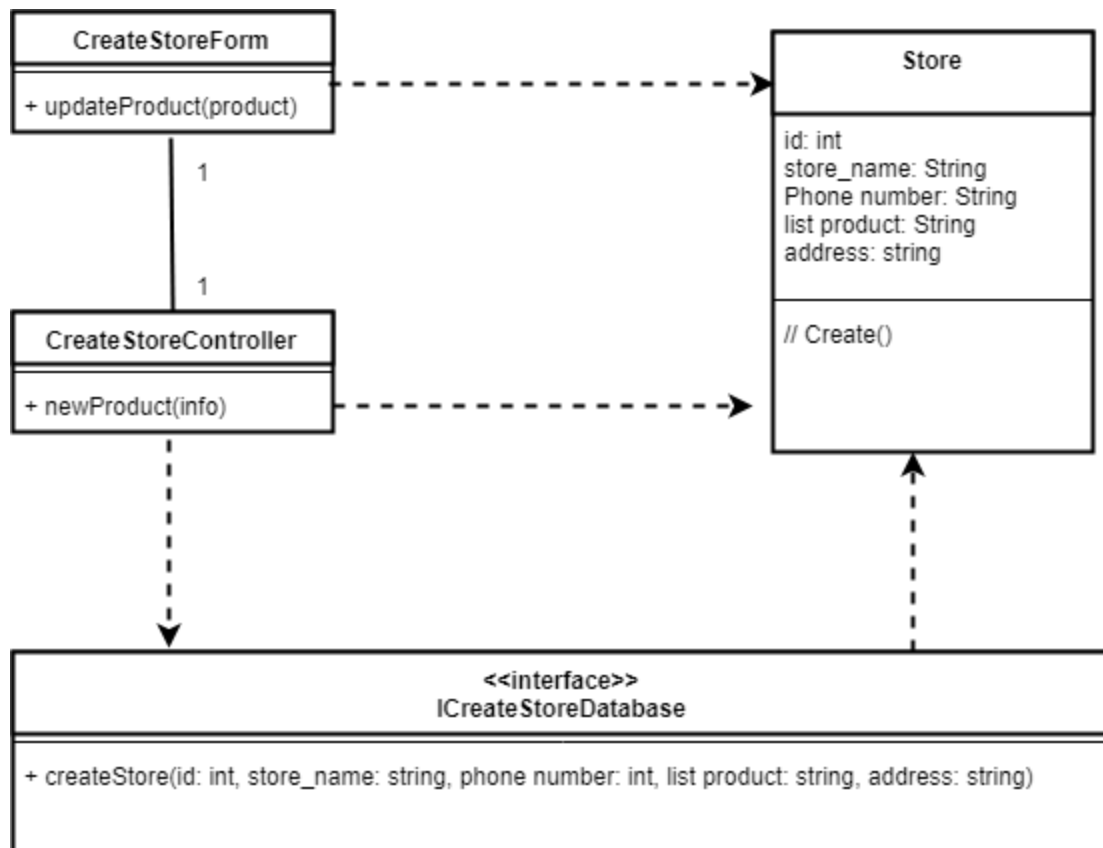 CreateStoreForm
+ updateProduct(product)
1
1
CreateStoreController
+ newProduct(info)
Store
id: int
store_name: String
Phone number: String
list product: String
address: string
// Create()
<<interface>>
ICreateStoreDatabase
+ createStore(id: int, store_name: string, phone number: int, list product: string, address: string)